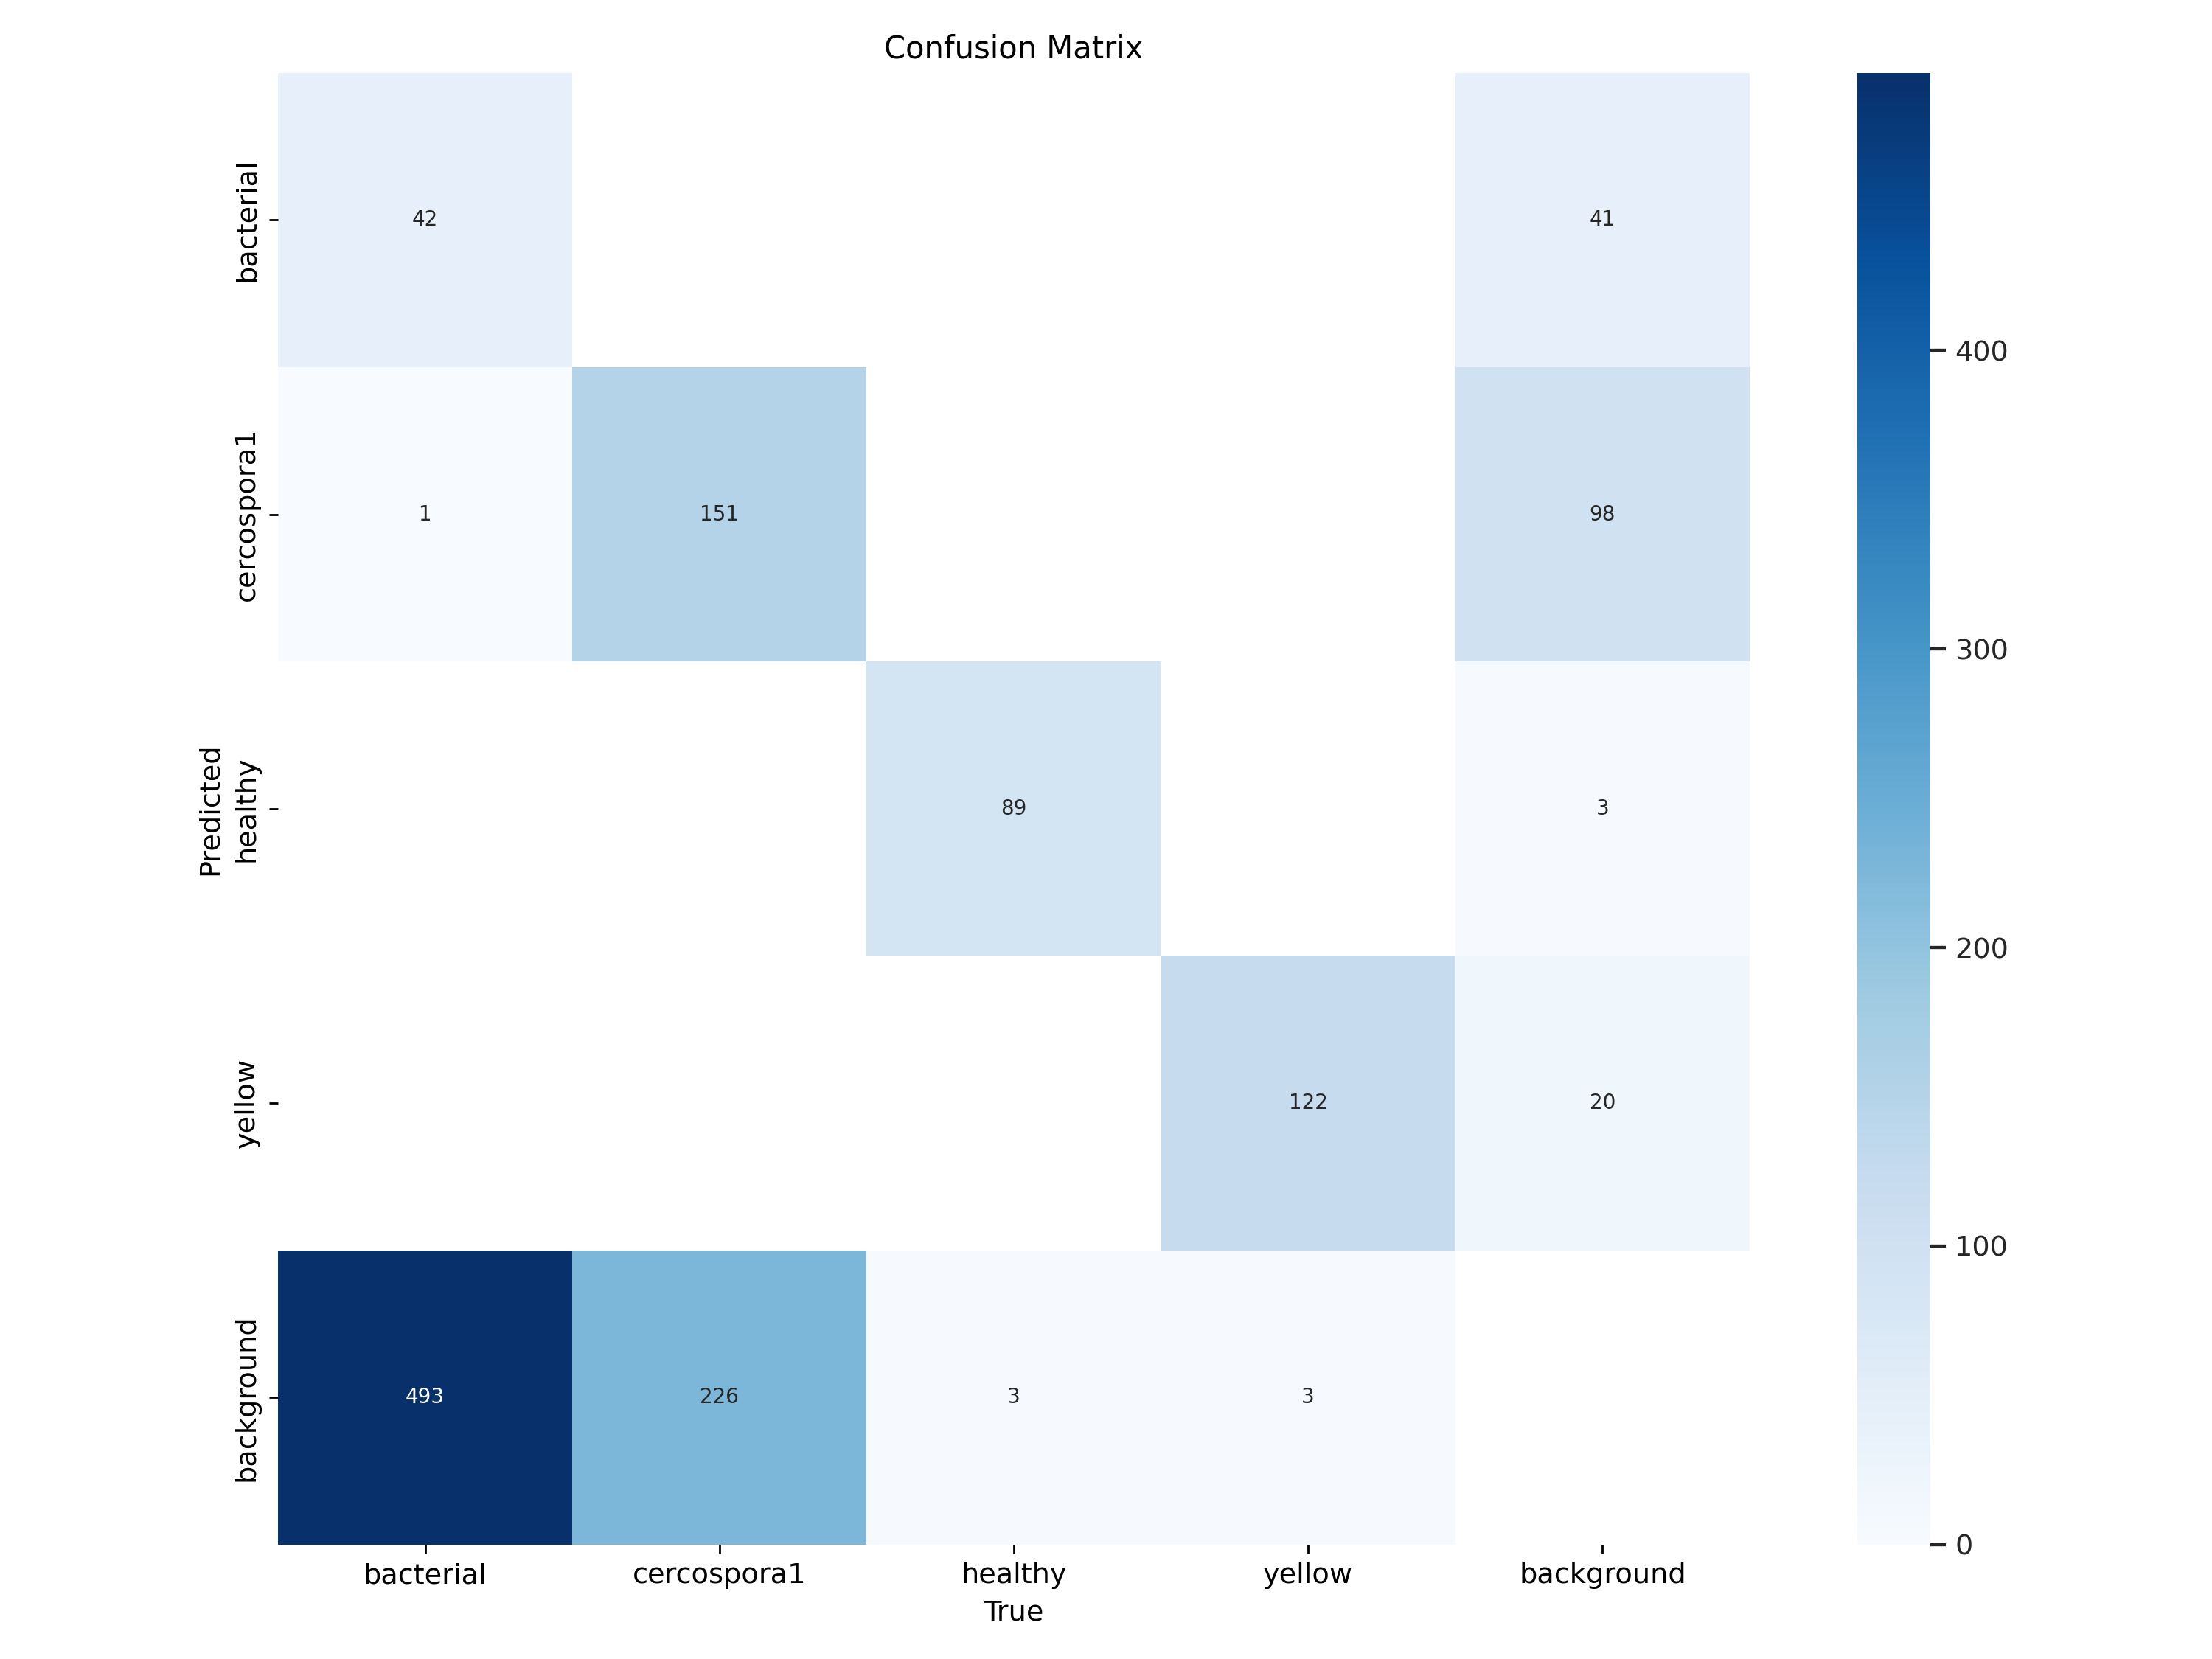 Confusion Matrix
bacterial
42
41
cercospora1
1
151
98
Predicted
healthy
89
3
yellow
122
20
background
493
226
3
3
bacterial
cercospora1
healthy
yellow
background
True
400
300
200
100
0